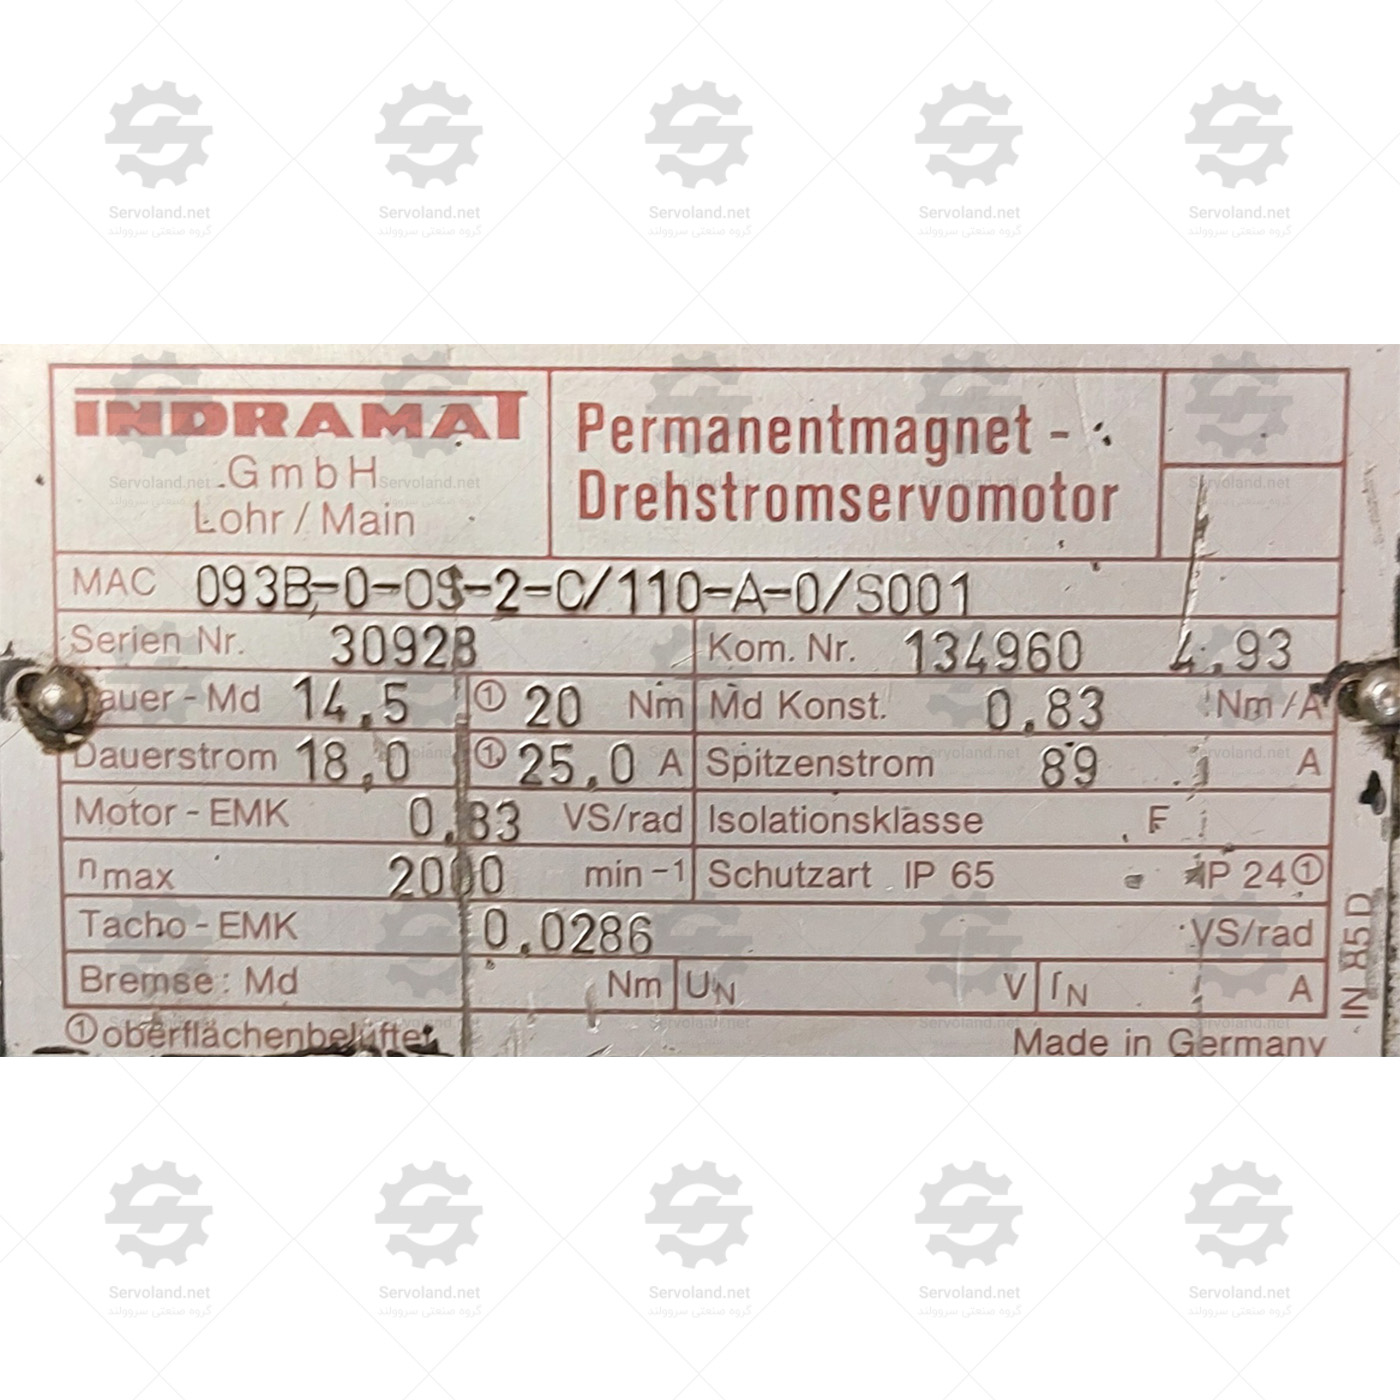 INDRAMAT
GmbH
Lohr / Main
Permanentmagnet -
Drehstromservomotor
MAC 093B-0-OS-2-C/110-A-0/S001
Serien Nr. 30928 Kom. Nr. 134960 4.93
Dauer - Md 14,5 ① 20 Nm Md Konst. 0,83 Nm/A
Dauerstrom 18,0 ① 25,0 A Spitzenstrom 89 A
Motor - EMK 0,83 VS/rad Isolationsklasse F
nmax 2000 min-1 Schutzart IP 65 IP 24①
Tacho - EMK 0,0286 VS/rad
Bremse: Md Nm UN V IN A
①oberflächenbelüftet
Made in Germany
IN 85D
Servoland.net
گروه صنعتی سروولند